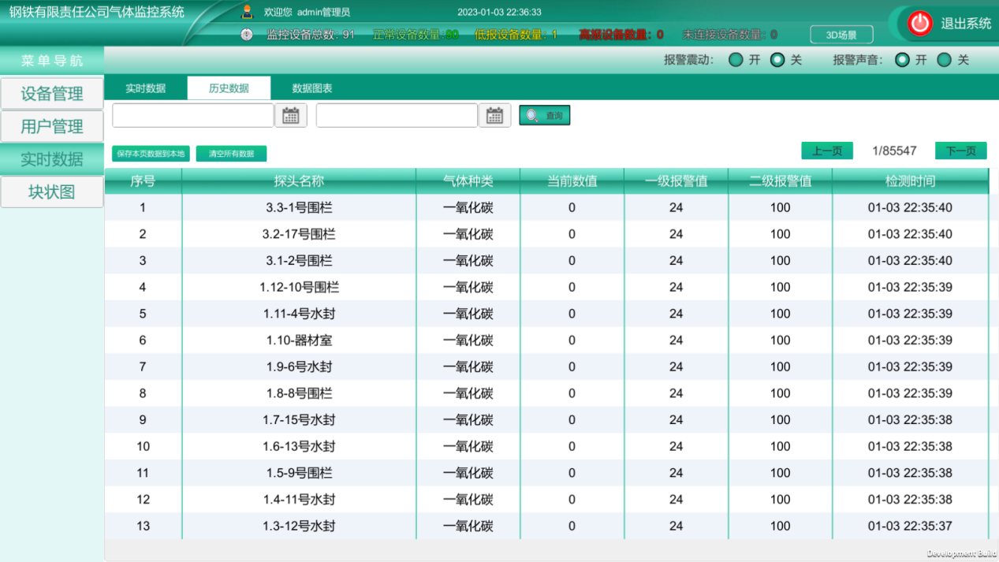 钢铁有限责任公司气体监控系统
欢迎您 admin管理员
2023-01-03 22:36:33
监控设备总数: 91
正常设备数量:90
低报设备数量: 1
高报设备数量: 0
未连接设备数量: 0
3D场景
退出系统
菜单导航
报警震动: 开 关
报警声音: 开 关
设备管理
用户管理
实时数据
块状图
实时数据 历史数据 数据图表
查询
保存本页数据到本地 清空所有数据
上一页 1/85547 下一页
序号 探头名称 气体种类 当前数值 一级报警值 二级报警值 检测时间
1 3.3-1号围栏 一氧化碳 0 24 100 01-03 22:35:40
2 3.2-17号围栏 一氧化碳 0 24 100 01-03 22:35:40
3 3.1-2号围栏 一氧化碳 0 24 100 01-03 22:35:40
4 1.12-10号围栏 一氧化碳 0 24 100 01-03 22:35:39
5 1.11-4号水封 一氧化碳 0 24 100 01-03 22:35:39
6 1.10-器材室 一氧化碳 0 24 100 01-03 22:35:39
7 1.9-6号水封 一氧化碳 0 24 100 01-03 22:35:39
8 1.8-8号围栏 一氧化碳 0 24 100 01-03 22:35:39
9 1.7-15号水封 一氧化碳 0 24 100 01-03 22:35:38
10 1.6-13号水封 一氧化碳 0 24 100 01-03 22:35:38
11 1.5-9号围栏 一氧化碳 0 24 100 01-03 22:35:38
12 1.4-11号水封 一氧化碳 0 24 100 01-03 22:35:38
13 1.3-12号水封 一氧化碳 0 24 100 01-03 22:35:37
Development Build